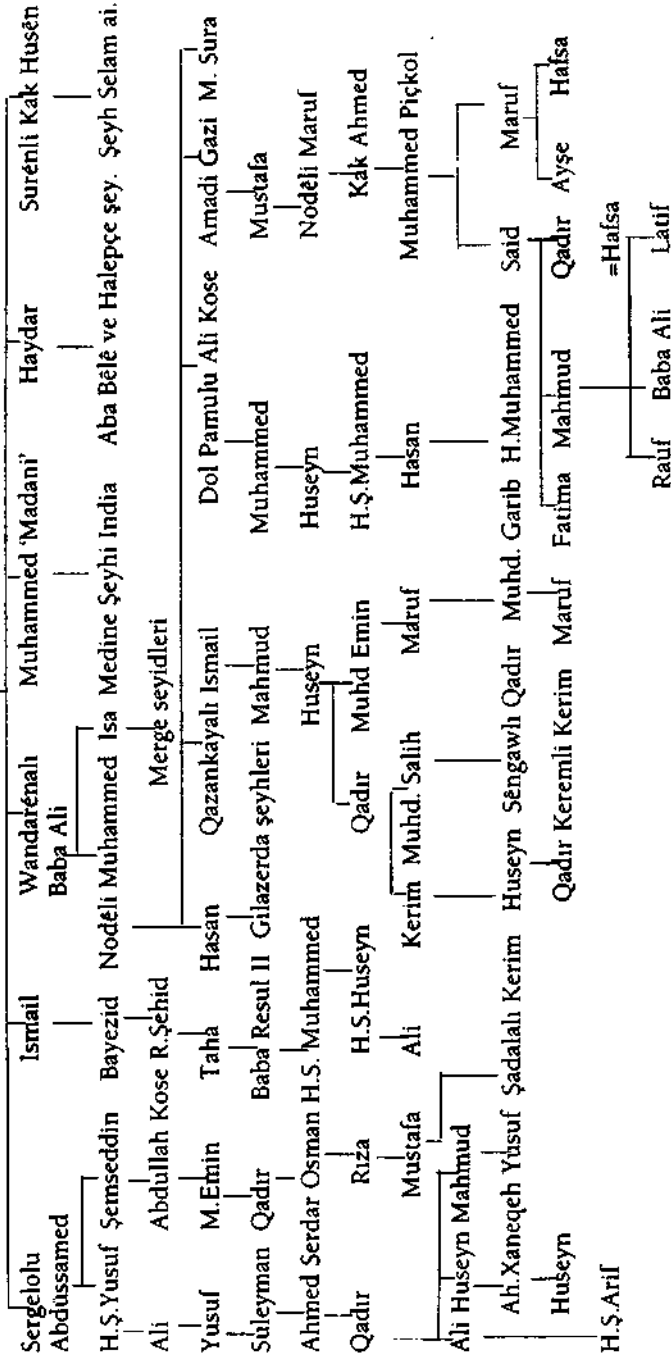 Sergelolu Ismail Wandarênalı Muhammed 'Madani' Haydar Surênli Kak Husên
Abdüssamed Baba Ali
H.Ş.Yusuf Şemseddin Bayezid Nodêli Muhammed Isa Medine Şeyhi India Aba Bêlê ve Halepçe şey. Şeyh Selam ai.
Ali Abdullah Kose R.Şehid Merge seyidleri
Yusuf M.Emin Taha Hasan Qazankayalı Ismail Dol Pamulu Ali Kose Amadi Gazi M. Sura
Süleyman Qadır Baba Resul II Gilazerda şeyhleri Mahmud Muhammed Mustafa
Ahmed Serdar Osman H.S. Muhammed Huseyn Huseyn Nodêli Maruf
Qadır Rıza H.S.Huseyn Qadır Muhd Emin H.Ş.Muhammed Kak Ahmed
Mustafa Ali Kerim Muhd. Salih Maruf Hasan Muhammed Piçkol
Ali Huseyn Mahmud
Ah.Xaneqeh Yusuf Şadalalı Kerim Huseyn Sêngawlı Qadır Muhd. Garib H.Muhammed Said Maruf
Huseyn Qadır Keremli Kerim Maruf Fatima Mahmud Qadır Ayşe Hafsa
=Hafsa
H.Ş.Arif Rauf Baba Ali Latif